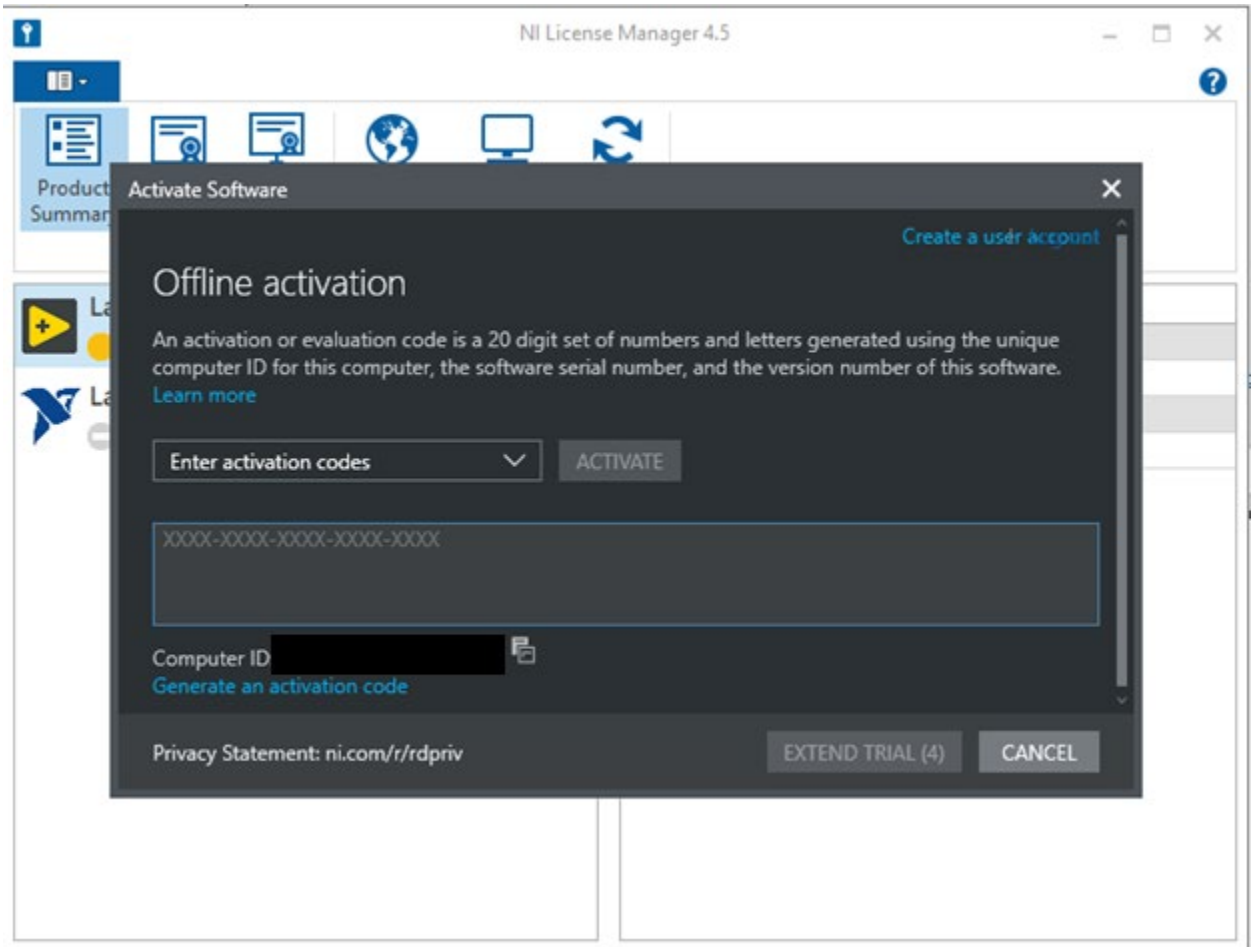 NI License Manager 4.5
?
Product
Summar
Activate Software
Create a user account
Offline activation
An activation or evaluation code is a 20 digit set of numbers and letters generated using the unique
computer ID for this computer, the software serial number, and the version number of this software.
Learn more
Enter activation codes
ACTIVATE
XXXX-XXXX-XXXX-XXXX-XXXX
Computer ID
Generate an activation code
Privacy Statement: ni.com/r/rdpriv
EXTEND TRIAL (4)
CANCEL
La
La